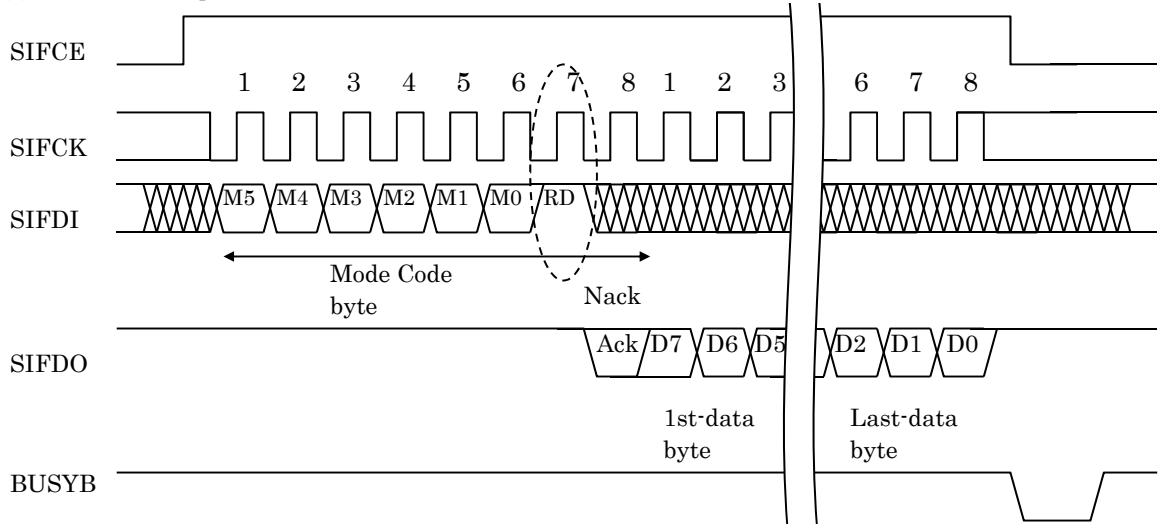 SIFCE
1 2 3 4 5 6 7 8 1 2 3 6 7 8
SIFCK
SIFDI
M5 M4 M3 M2 M1 M0 RD
Mode Code
byte
Nack
SIFDO
Ack D7 D6 D5 D2 D1 D0
1st-data
byte
Last-data
byte
BUSYB